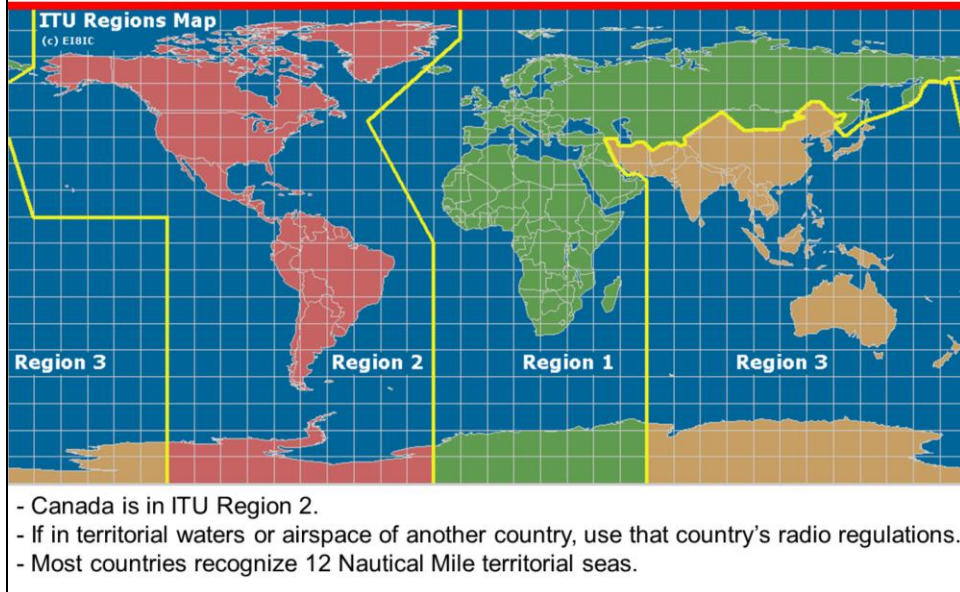 ITU Regions Map
(c) EI8IC
Region 3
Region 2
Region 1
Region 3
- Canada is in ITU Region 2.
- If in territorial waters or airspace of another country, use that country’s radio regulations.
- Most countries recognize 12 Nautical Mile territorial seas.